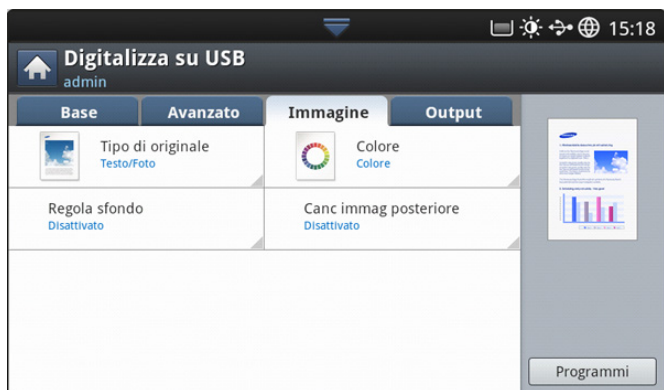 15:18
Digitalizza su USB
admin
Base Avanzato Immagine Output
Tipo di originale
Testo/Foto
Colore
Colore
Regola sfondo
Disattivato
Canc immag posteriore
Disattivato
Programmi